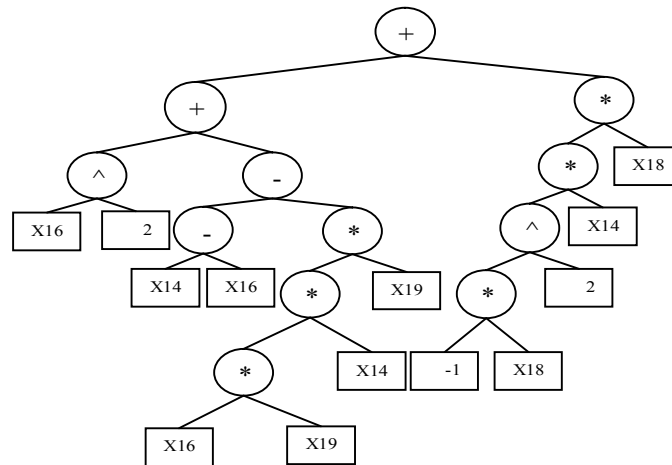 +
+ *
^ - * X18
X16 2 - * ^ X14
X14 X16 * X19 * 2
* X14 -1 X18
X16 X19